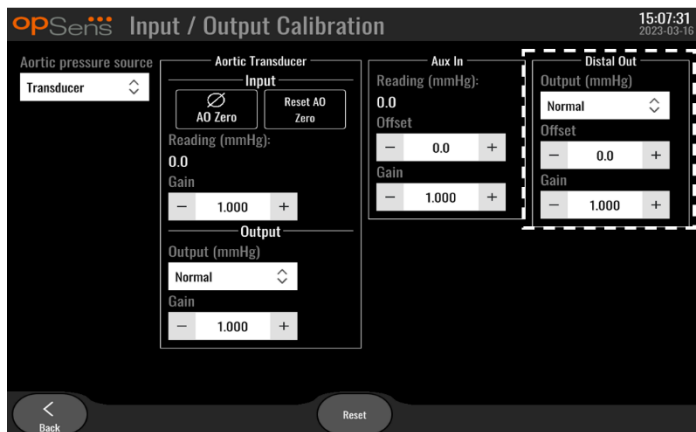 opSens Input / Output Calibration
15:07:31
2023-03-16
Aortic pressure source
Transducer
Aortic Transducer
Input
AO Zero
Reset AO
Zero
Reading (mmHg):
0.0
Gain
− 1.000 +
Output
Output (mmHg)
Normal
Gain
− 1.000 +
Aux In
Reading (mmHg):
0.0
Offset
− 0.0 +
Gain
− 1.000 +
Distal Out
Output (mmHg)
Normal
Offset
− 0.0 +
Gain
− 1.000 +
Back
Reset